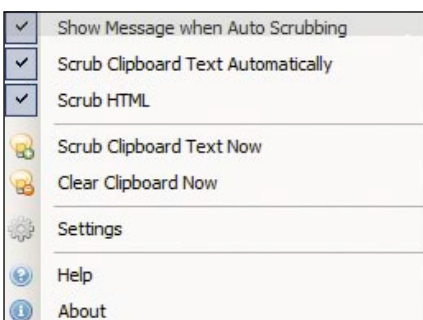 Show Message when Auto Scrubbing
Scrub Clipboard Text Automatically
Scrub HTML
Scrub Clipboard Text Now
Clear Clipboard Now
Settings
Help
About